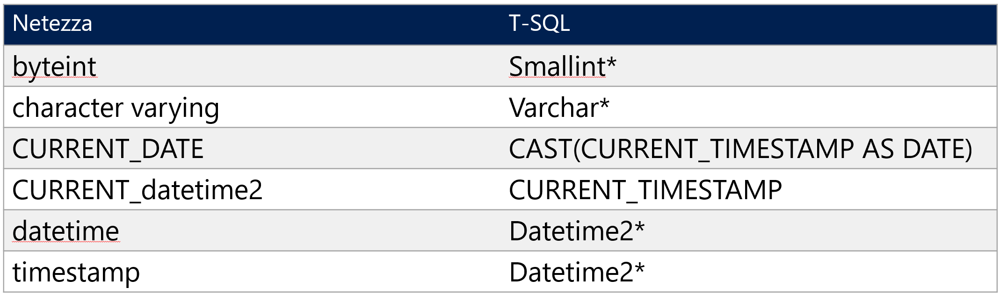 Netezza T-SQL
byteint Smallint*
character varying Varchar*
CURRENT_DATE CAST(CURRENT_TIMESTAMP AS DATE)
CURRENT_datetime2 CURRENT_TIMESTAMP
datetime Datetime2*
timestamp Datetime2*